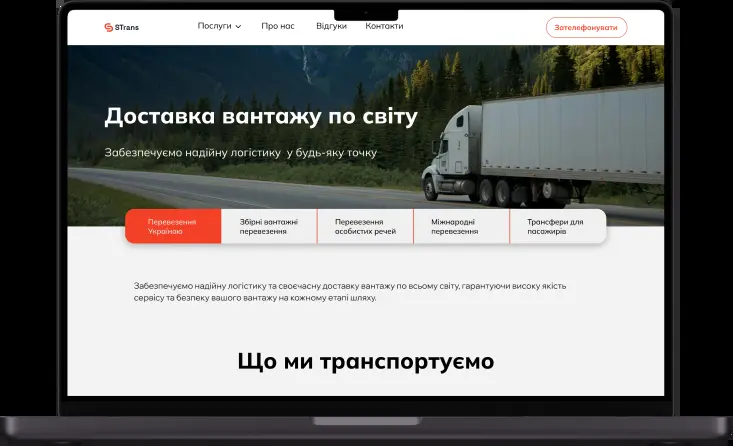 STrans
Послуги
Про нас
Відгуки
Контакти
Зателефонувати
Доставка вантажу по світу
Забезпечуємо надійну логістику у будь-яку точку
Перевезення
Україною
Збірні вантажні
перевезення
Перевезення
особистих речей
Міжнародні
перевезення
Трансфери для
пасажирів
Забезпечуємо надійну логістику та своєчасну доставку вантажу по всьому світу, гарантуючи високу якість
сервісу та безпеку вашого вантажу на кожному етапі шляху.
Що ми транспортуємо